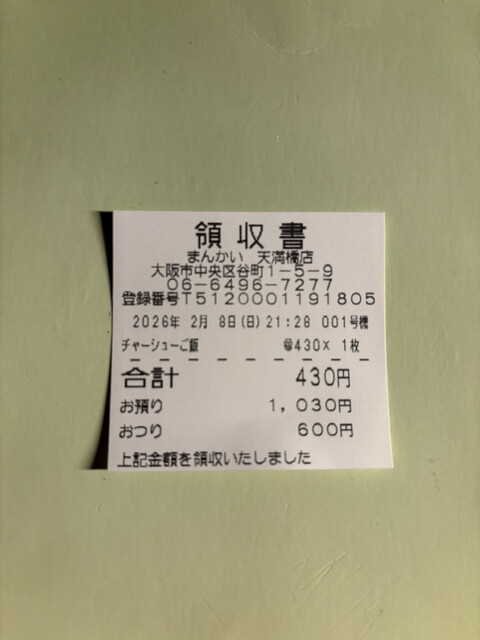 領収書
まんかい 天満橋店
大阪市中央区谷町1-5-9
06-6496-7277
登録番号T5120001191805
2026年 2月 8日(日)21:28 001号機
チャーシューご飯 @430× 1枚
合計 430円
お預り 1,030円
おつり 600円
上記金額を領収いたしました